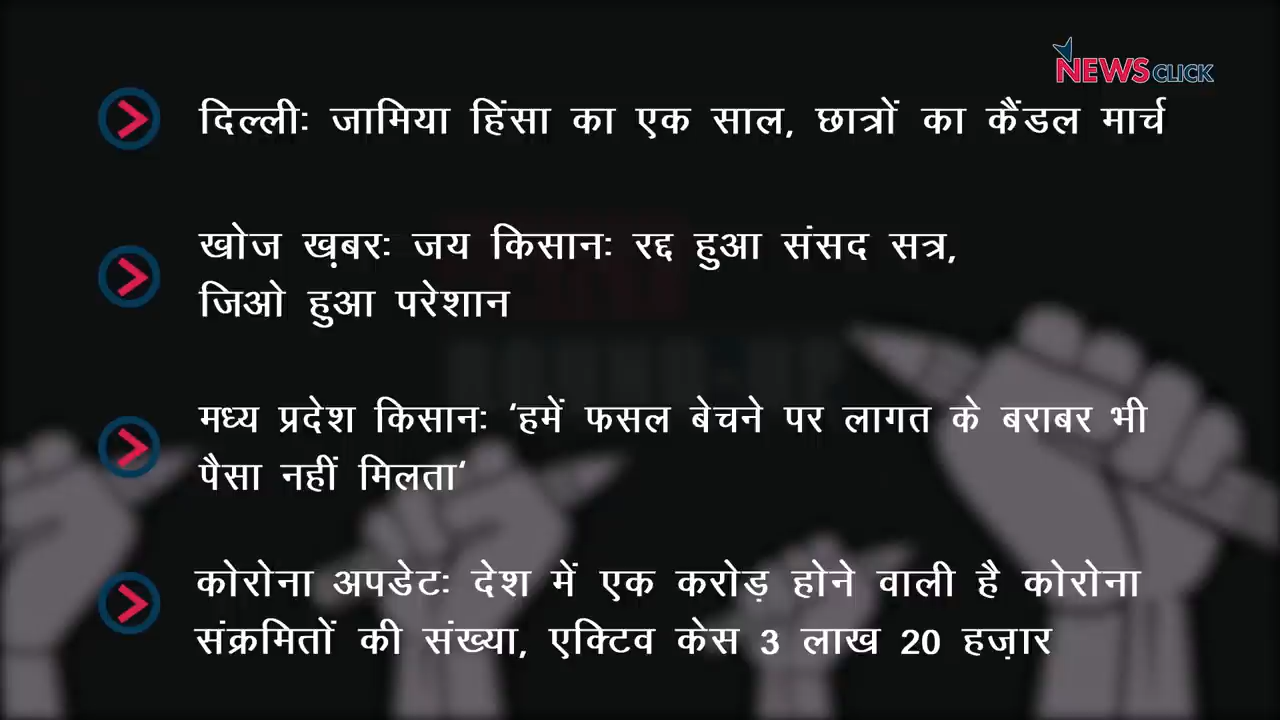 NEWSCLICK
दिल्लीः जामिया हिंसा का एक साल, छात्रों का कैंडल मार्च
खोज ख़बरः जय किसानः रद्द हुआ संसद सत्र,
जिओ हुआ परेशान
मध्य प्रदेश किसानः ‘हमें फसल बेचने पर लागत के बराबर भी
पैसा नहीं मिलता‘
कोरोना अपडेटः देश में एक करोड़ होने वाली है कोरोना
संक्रमितों की संख्या, एक्टिव केस 3 लाख 20 हज़ार